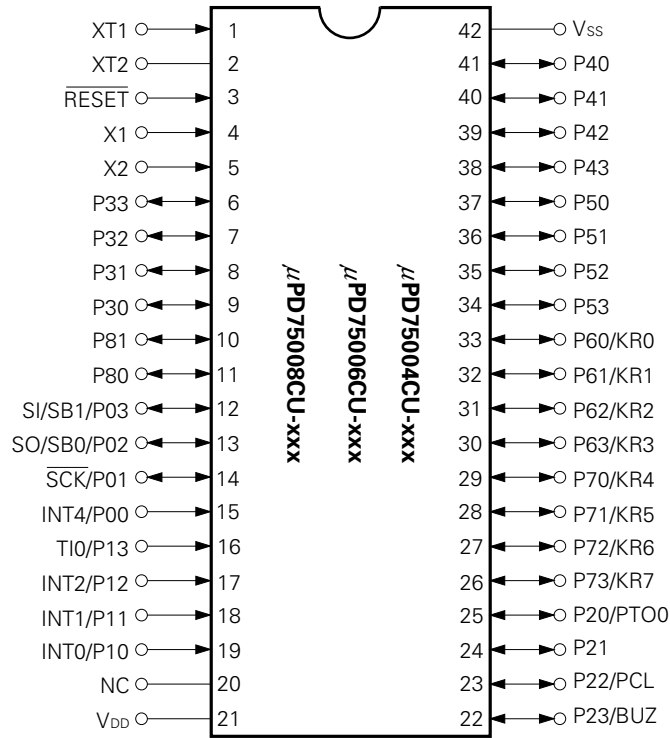 XT1 1 42 Vss
XT2 2 41 P40
RESET 3 40 P41
X1 4 39 P42
X2 5 38 P43
P33 6 37 P50
P32 7 36 P51
P31 8 35 P52
P30 9 34 P53
P81 10 33 P60/KR0
P80 11 32 P61/KR1
SI/SB1/P03 12 31 P62/KR2
SO/SB0/P02 13 30 P63/KR3
SCK/P01 14 29 P70/KR4
INT4/P00 15 28 P71/KR5
TI0/P13 16 27 P72/KR6
INT2/P12 17 26 P73/KR7
INT1/P11 18 25 P20/PTO0
INT0/P10 19 24 P21
NC 20 23 P22/PCL
VDD 21 22 P23/BUZ
μPD75004CU-xxx
μPD75006CU-xxx
μPD75008CU-xxx